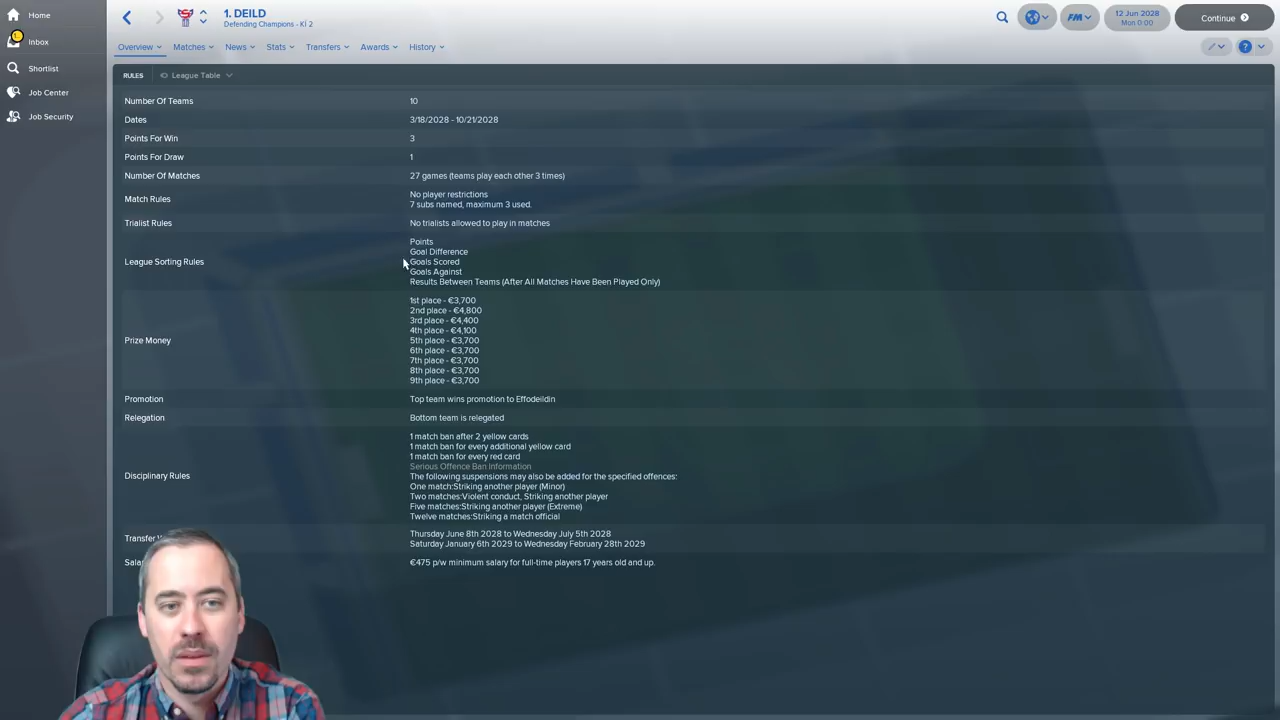 Home
Inbox
Shortlist
Job Center
Job Security
1. DEILD
Defending Champions - KÍ 2
FM
12 Jun 2028
Mon 0:00
Continue
Overview
Matches
News
Stats
Transfers
Awards
History
?
RULES
League Table
Number Of Teams
10
Dates
3/18/2028 - 10/21/2028
Points For Win
3
Points For Draw
1
Number Of Matches
27 games (teams play each other 3 times)
Match Rules
No player restrictions
7 subs named, maximum 3 used.
Trialist Rules
No trialists allowed to play in matches
League Sorting Rules
Points
Goal Difference
Goals Scored
Goals Against
Results Between Teams (After All Matches Have Been Played Only)
Prize Money
1st place - €3,700
2nd place - €4,800
3rd place - €4,400
4th place - €4,100
5th place - €3,700
6th place - €3,700
7th place - €3,700
8th place - €3,700
9th place - €3,700
Promotion
Top team wins promotion to Effodeildin
Relegation
Bottom team is relegated
Disciplinary Rules
1 match ban after 2 yellow cards
1 match ban for every additional yellow card
1 match ban for every red card
Serious Offence Ban Information
The following suspensions may also be added for the specified offences:
One match:Striking another player (Minor)
Two matches:Violent conduct, Striking another player
Five matches:Striking another player (Extreme)
Twelve matches:Striking a match official
Transfer
Thursday June 8th 2028 to Wednesday July 5th 2028
Saturday January 6th 2029 to Wednesday February 28th 2029
Sala
€475 p/w minimum salary for full-time players 17 years old and up.